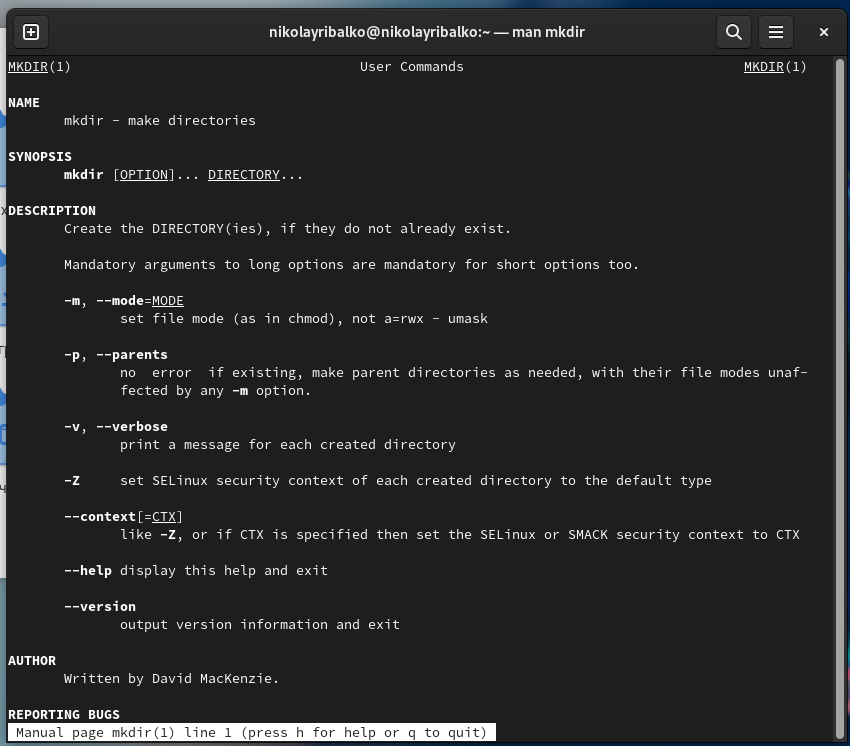 nikolayribalko@nikolayribalko:~ — man mkdir
MKDIR(1) User Commands MKDIR(1)
NAME
mkdir - make directories
SYNOPSIS
mkdir [OPTION]... DIRECTORY...
DESCRIPTION
Create the DIRECTORY(ies), if they do not already exist.
Mandatory arguments to long options are mandatory for short options too.
-m, --mode=MODE
set file mode (as in chmod), not a=rwx - umask
-p, --parents
no  error  if existing, make parent directories as needed, with their file modes unaf-
fected by any -m option.
-v, --verbose
print a message for each created directory
-Z     set SELinux security context of each created directory to the default type
--context[=CTX]
like -Z, or if CTX is specified then set the SELinux or SMACK security context to CTX
--help display this help and exit
--version
output version information and exit
AUTHOR
Written by David MacKenzie.
REPORTING BUGS
Manual page mkdir(1) line 1 (press h for help or q to quit)